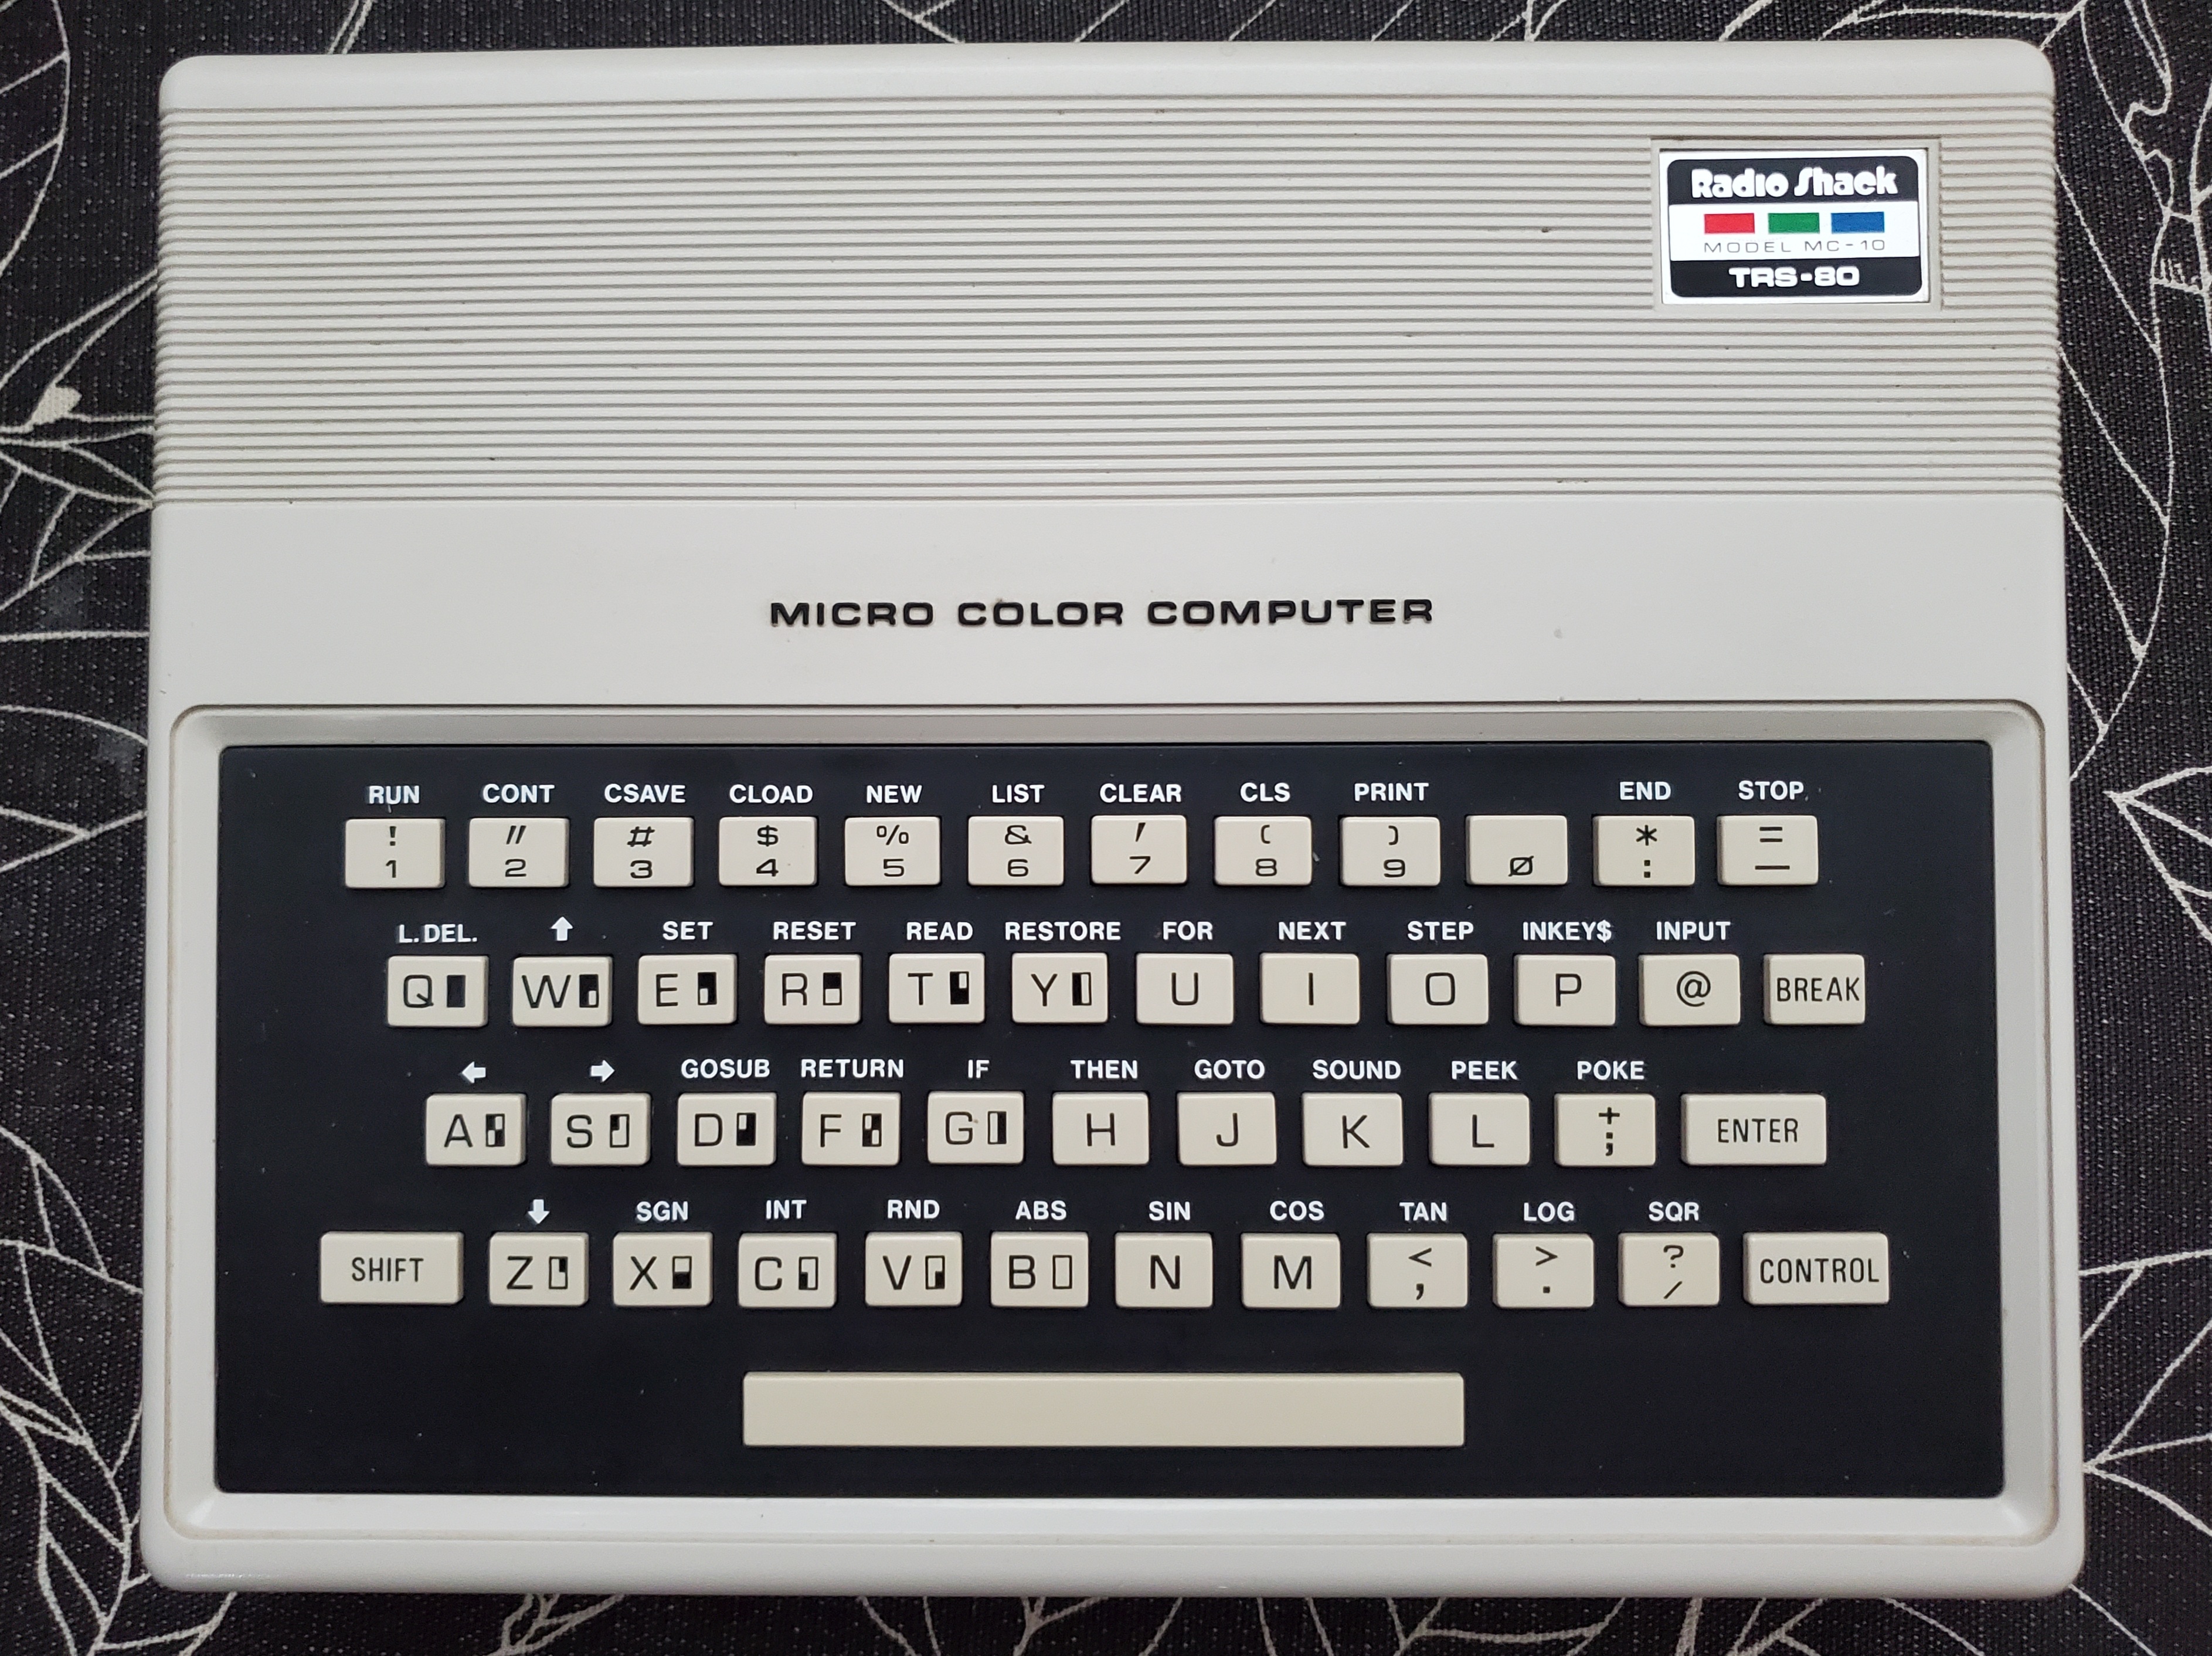 Radio Shack
MODEL MC-10
TRS-80
MICRO COLOR COMPUTER
RUN CONT CSAVE CLOAD NEW LIST CLEAR CLS PRINT END STOP
! " # $ % & ' ( ) * =
1 2 3 4 5 6 7 8 9 Ø : —
L.DEL. ↑ SET RESET READ RESTORE FOR NEXT STEP INKEY$ INPUT
Q W E R T Y U I O P @ BREAK
← → GOSUB RETURN IF THEN GOTO SOUND PEEK POKE
+
A S D F G H J K L ; ENTER
↓ SGN INT RND ABS SIN COS TAN LOG SQR
< > ?
SHIFT Z X C V B N M , . / CONTROL